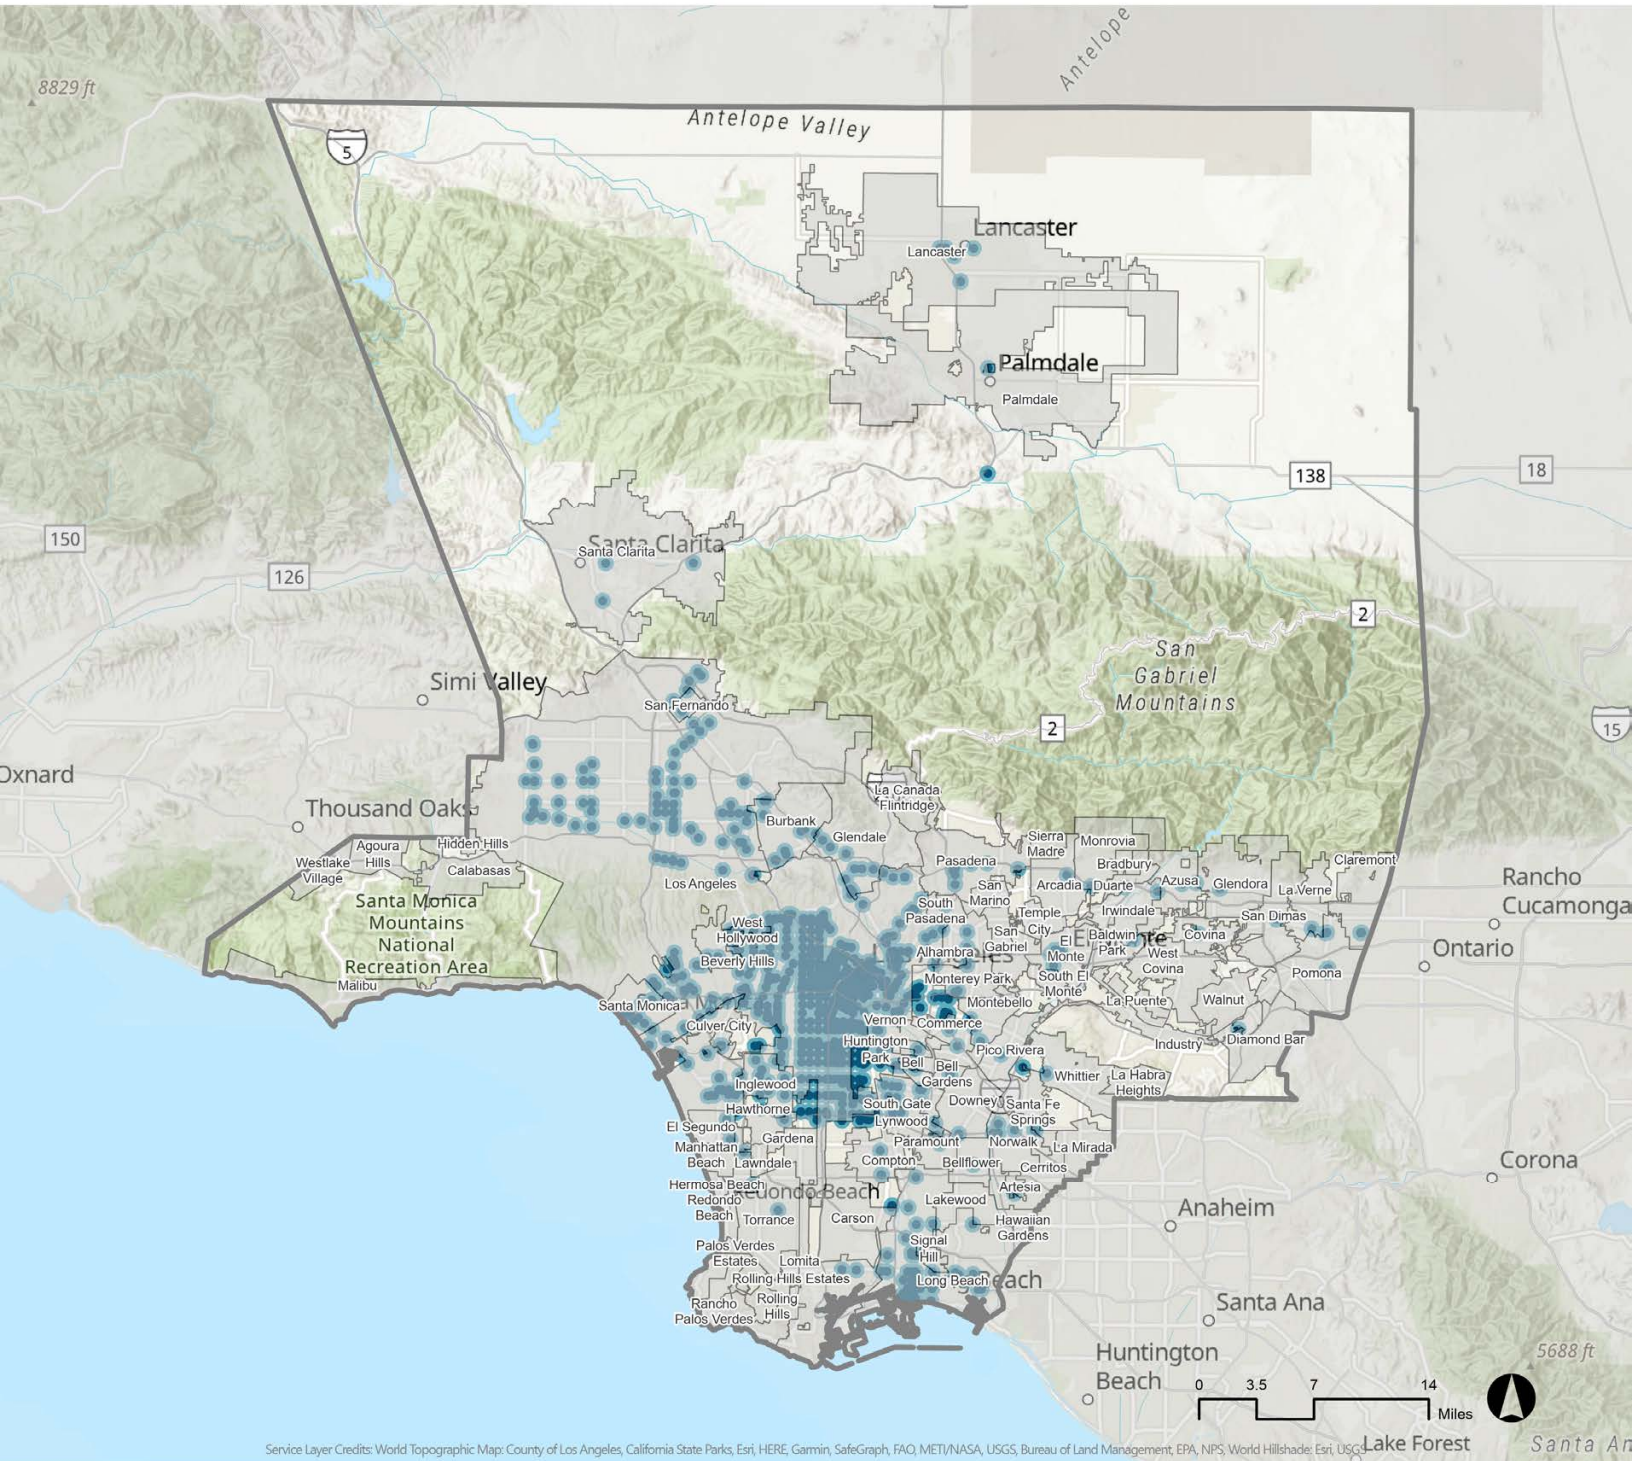 Antelope
8829 ft
Antelope Valley
5
Lancaster
Lancaster
Palmdale
Palmdale
138
18
150
126
Santa Clarita
Santa Clarita
2
San
Gabriel
Mountains
Simi Valley
San Fernando
2
15
Oxnard
Thousand Oaks
La Canada
Flintridge
Burbank
Glendale
Agoura
Hills
Hidden Hills
Westlake
Village
Calabasas
Sierra
Madre
Monrovia
Bradbury
Claremont
Pasadena
Los Angeles
San
Marino
Arcadia
Duarte
Azusa
Glendora
La Verne
Rancho
Cucamonga
Santa Monica
Mountains
National
Recreation Area
South
Pasadena
Temple
City
Irwindale
San Dimas
West
Hollywood
San
Gabriel
El
Monte
Baldwin
Park
Covina
Ontario
Beverly Hills
Alhambra
West
Covina
Monterey Park
South El
Monte
Pomona
Malibu
Santa Monica
Montebello
La Puente
Walnut
Culver City
Vernon
Commerce
Huntington
Park
Pico Rivera
Industry
Diamond Bar
Bell
Bell
Gardens
Whittier
La Habra
Heights
Inglewood
Hawthorne
South Gate
Downey
Santa Fe
Springs
El Segundo
Lynwood
Manhattan
Beach
Gardena
Lawndale
Paramount
Norwalk
La Mirada
Compton
Bellflower
Cerritos
Corona
Hermosa Beach
Redondo
Beach
Redondo Beach
Artesia
Lakewood
Torrance
Carson
Hawaiian
Gardens
Anaheim
Palos Verdes
Estates
Lomita
Signal
Hill
Rolling Hills Estates
Long Beach
Beach
Rancho
Palos Verdes
Rolling
Hills
Santa Ana
Huntington
Beach
5688 ft
0 3.5 7 14
Miles
Lake Forest
Santa An
Service Layer Credits: World Topographic Map: County of Los Angeles, California State Parks, Esri, HERE, Garmin, SafeGraph, FAO, METI/NASA, USGS, Bureau of Land Management, EPA, NPS, World Hillshade: Esri, USGS